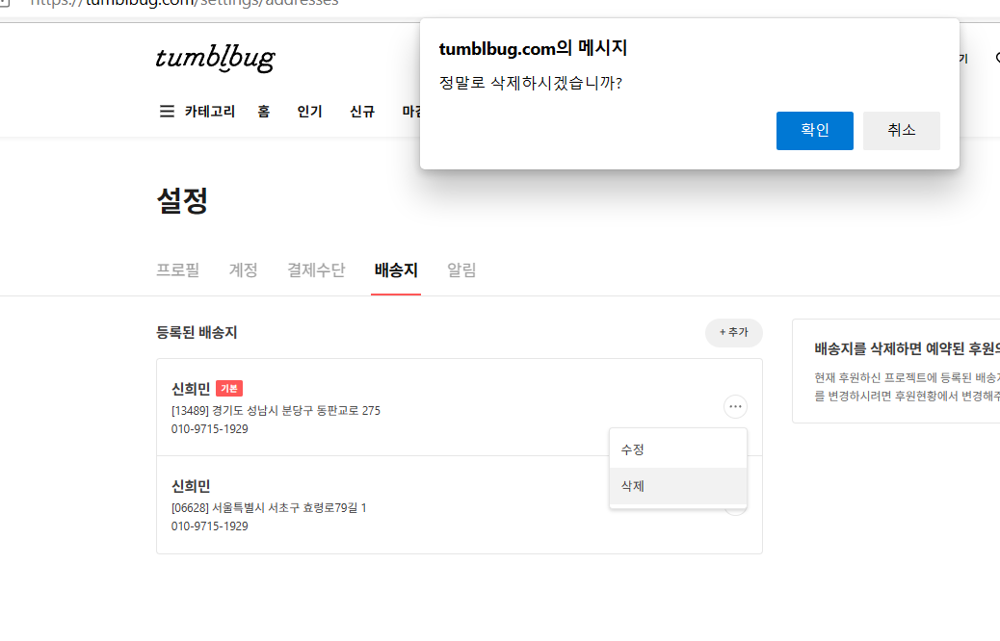 https://tumblbug.com/settings/addresses
tumblbug.com의 메시지
정말로 삭제하시겠습니까?
확인 취소
tumblbug
카테고리 홈 인기 신규
설정
프로필 계정 결제수단 배송지 알림
등록된 배송지
+ 추가
신희민 기본
[13489] 경기도 성남시 분당구 동판교로 275
010-9715-1929
수정
삭제
신희민
[06628] 서울특별시 서초구 효령로79길 1
010-9715-1929
배송지를 삭제하면 예약된 후원
현재 후원하신 프로젝트에 등록된 배송
를 변경하시려면 후원현황에서 변경해주